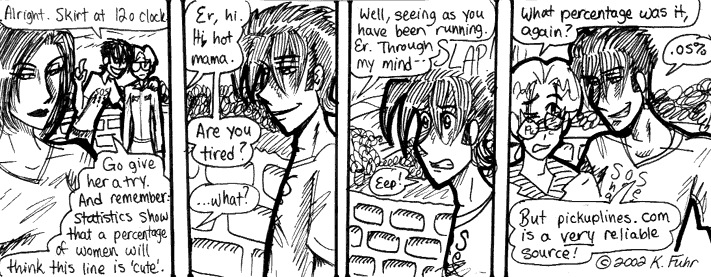 Alright. Skirt at 12 o clock.
Go give
her a try.
And remember:
Statistics show
that a percentage
of women will
think this line is 'cute'.
Er, hi.
Hi, hot
mama.
Are you
tired?
...what?
Well, seeing as you
have been running.
Er. Through
my mind--
SLAP!
Eep!
What percentage was it,
again?
.05%
But pickuplines.com
is a very reliable
source!
© 2002 K. Fuhr